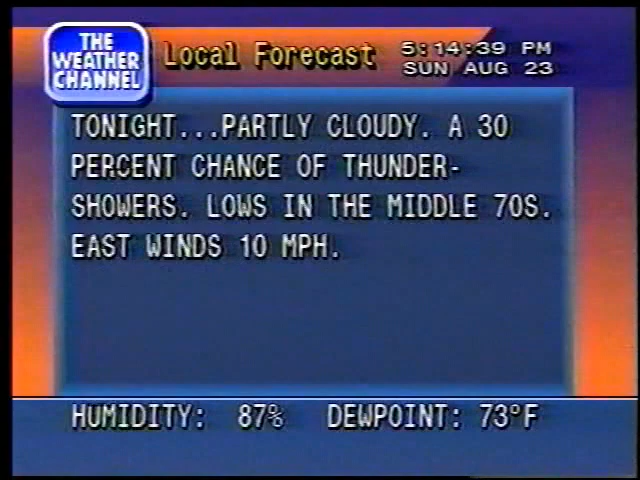 THE
WEATHER
CHANNEL
Local Forecast
5:14:39 PM
SUN AUG 23
TONIGHT...PARTLY CLOUDY. A 30
PERCENT CHANCE OF THUNDER-
SHOWERS. LOWS IN THE MIDDLE 70S.
EAST WINDS 10 MPH.
HUMIDITY: 87% DEWPOINT: 73°F